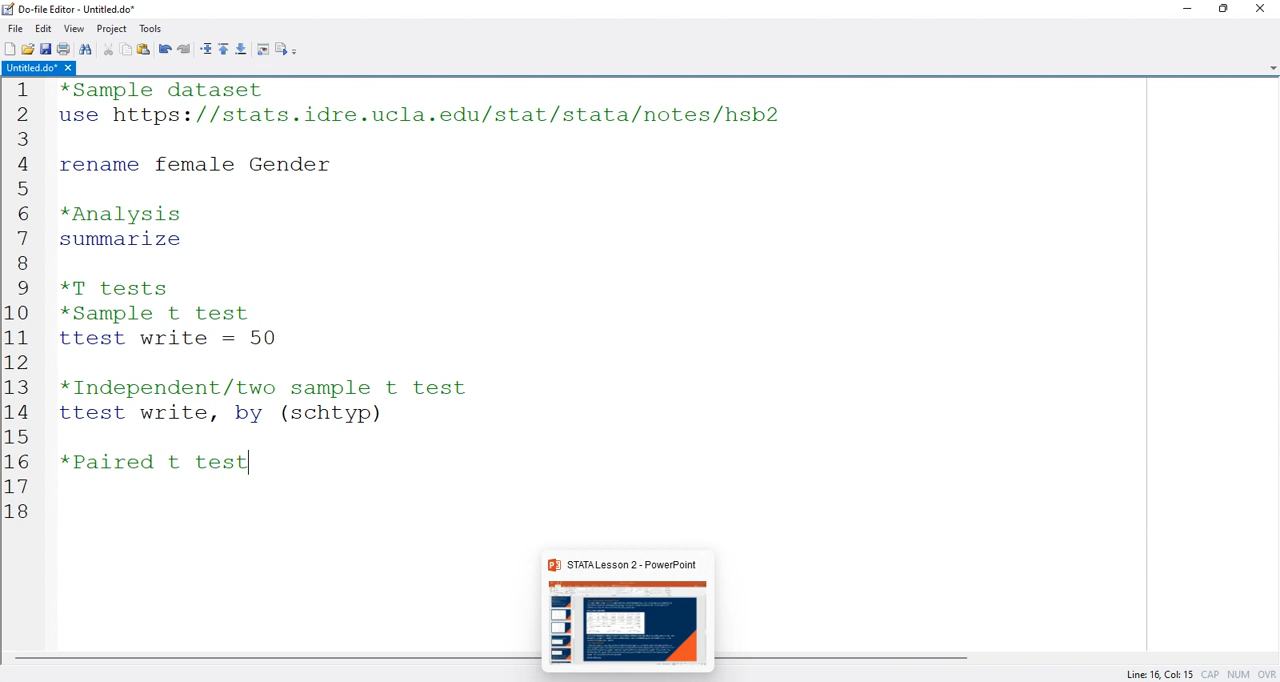 Do-file Editor - Untitled.do*
File Edit View Project Tools
Untitled.do*
1 *Sample dataset
2 use https://stats.idre.ucla.edu/stat/stata/notes/hsb2
3
4 rename female Gender
5
6 *Analysis
7 summarize
8
9 *T tests
10 *Sample t test
11 ttest write = 50
12
13 *Independent/two sample t test
14 ttest write, by (schtyp)
15
16 *Paired t test
17
18
STATA Lesson 2 - PowerPoint
Line: 16, Col: 15 CAP NUM OVR